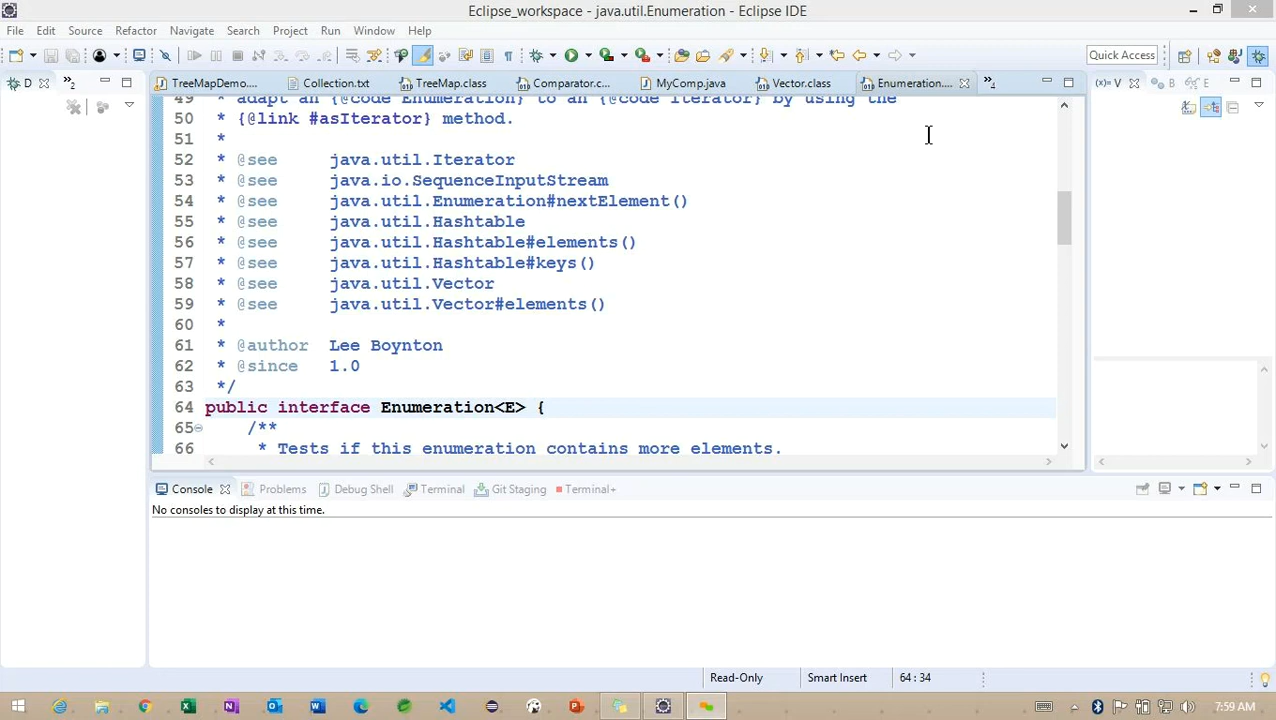 Eclipse_workspace - java.util.Enumeration - Eclipse IDE
File Edit Source Refactor Navigate Search Project Run Window Help
Quick Access
D
2
TreeMapDemo....
Collection.txt
TreeMap.class
Comparator.c...
MyComp.java
Vector.class
Enumeration....
4
(x)= V
B
E
49 * adapt an {@code Enumeration} to an {@code Iterator} by using the
50 * {@link #asIterator} method.
51 *
52 * @see java.util.Iterator
53 * @see java.io.SequenceInputStream
54 * @see java.util.Enumeration#nextElement()
55 * @see java.util.Hashtable
56 * @see java.util.Hashtable#elements()
57 * @see java.util.Hashtable#keys()
58 * @see java.util.Vector
59 * @see java.util.Vector#elements()
60 *
61 * @author Lee Boynton
62 * @since 1.0
63 */
64 public interface Enumeration<E> {
65 /**
66 * Tests if this enumeration contains more elements.
Console Problems Debug Shell Terminal Git Staging Terminal+
No consoles to display at this time.
Read-Only Smart Insert 64 : 34
7:59 AM